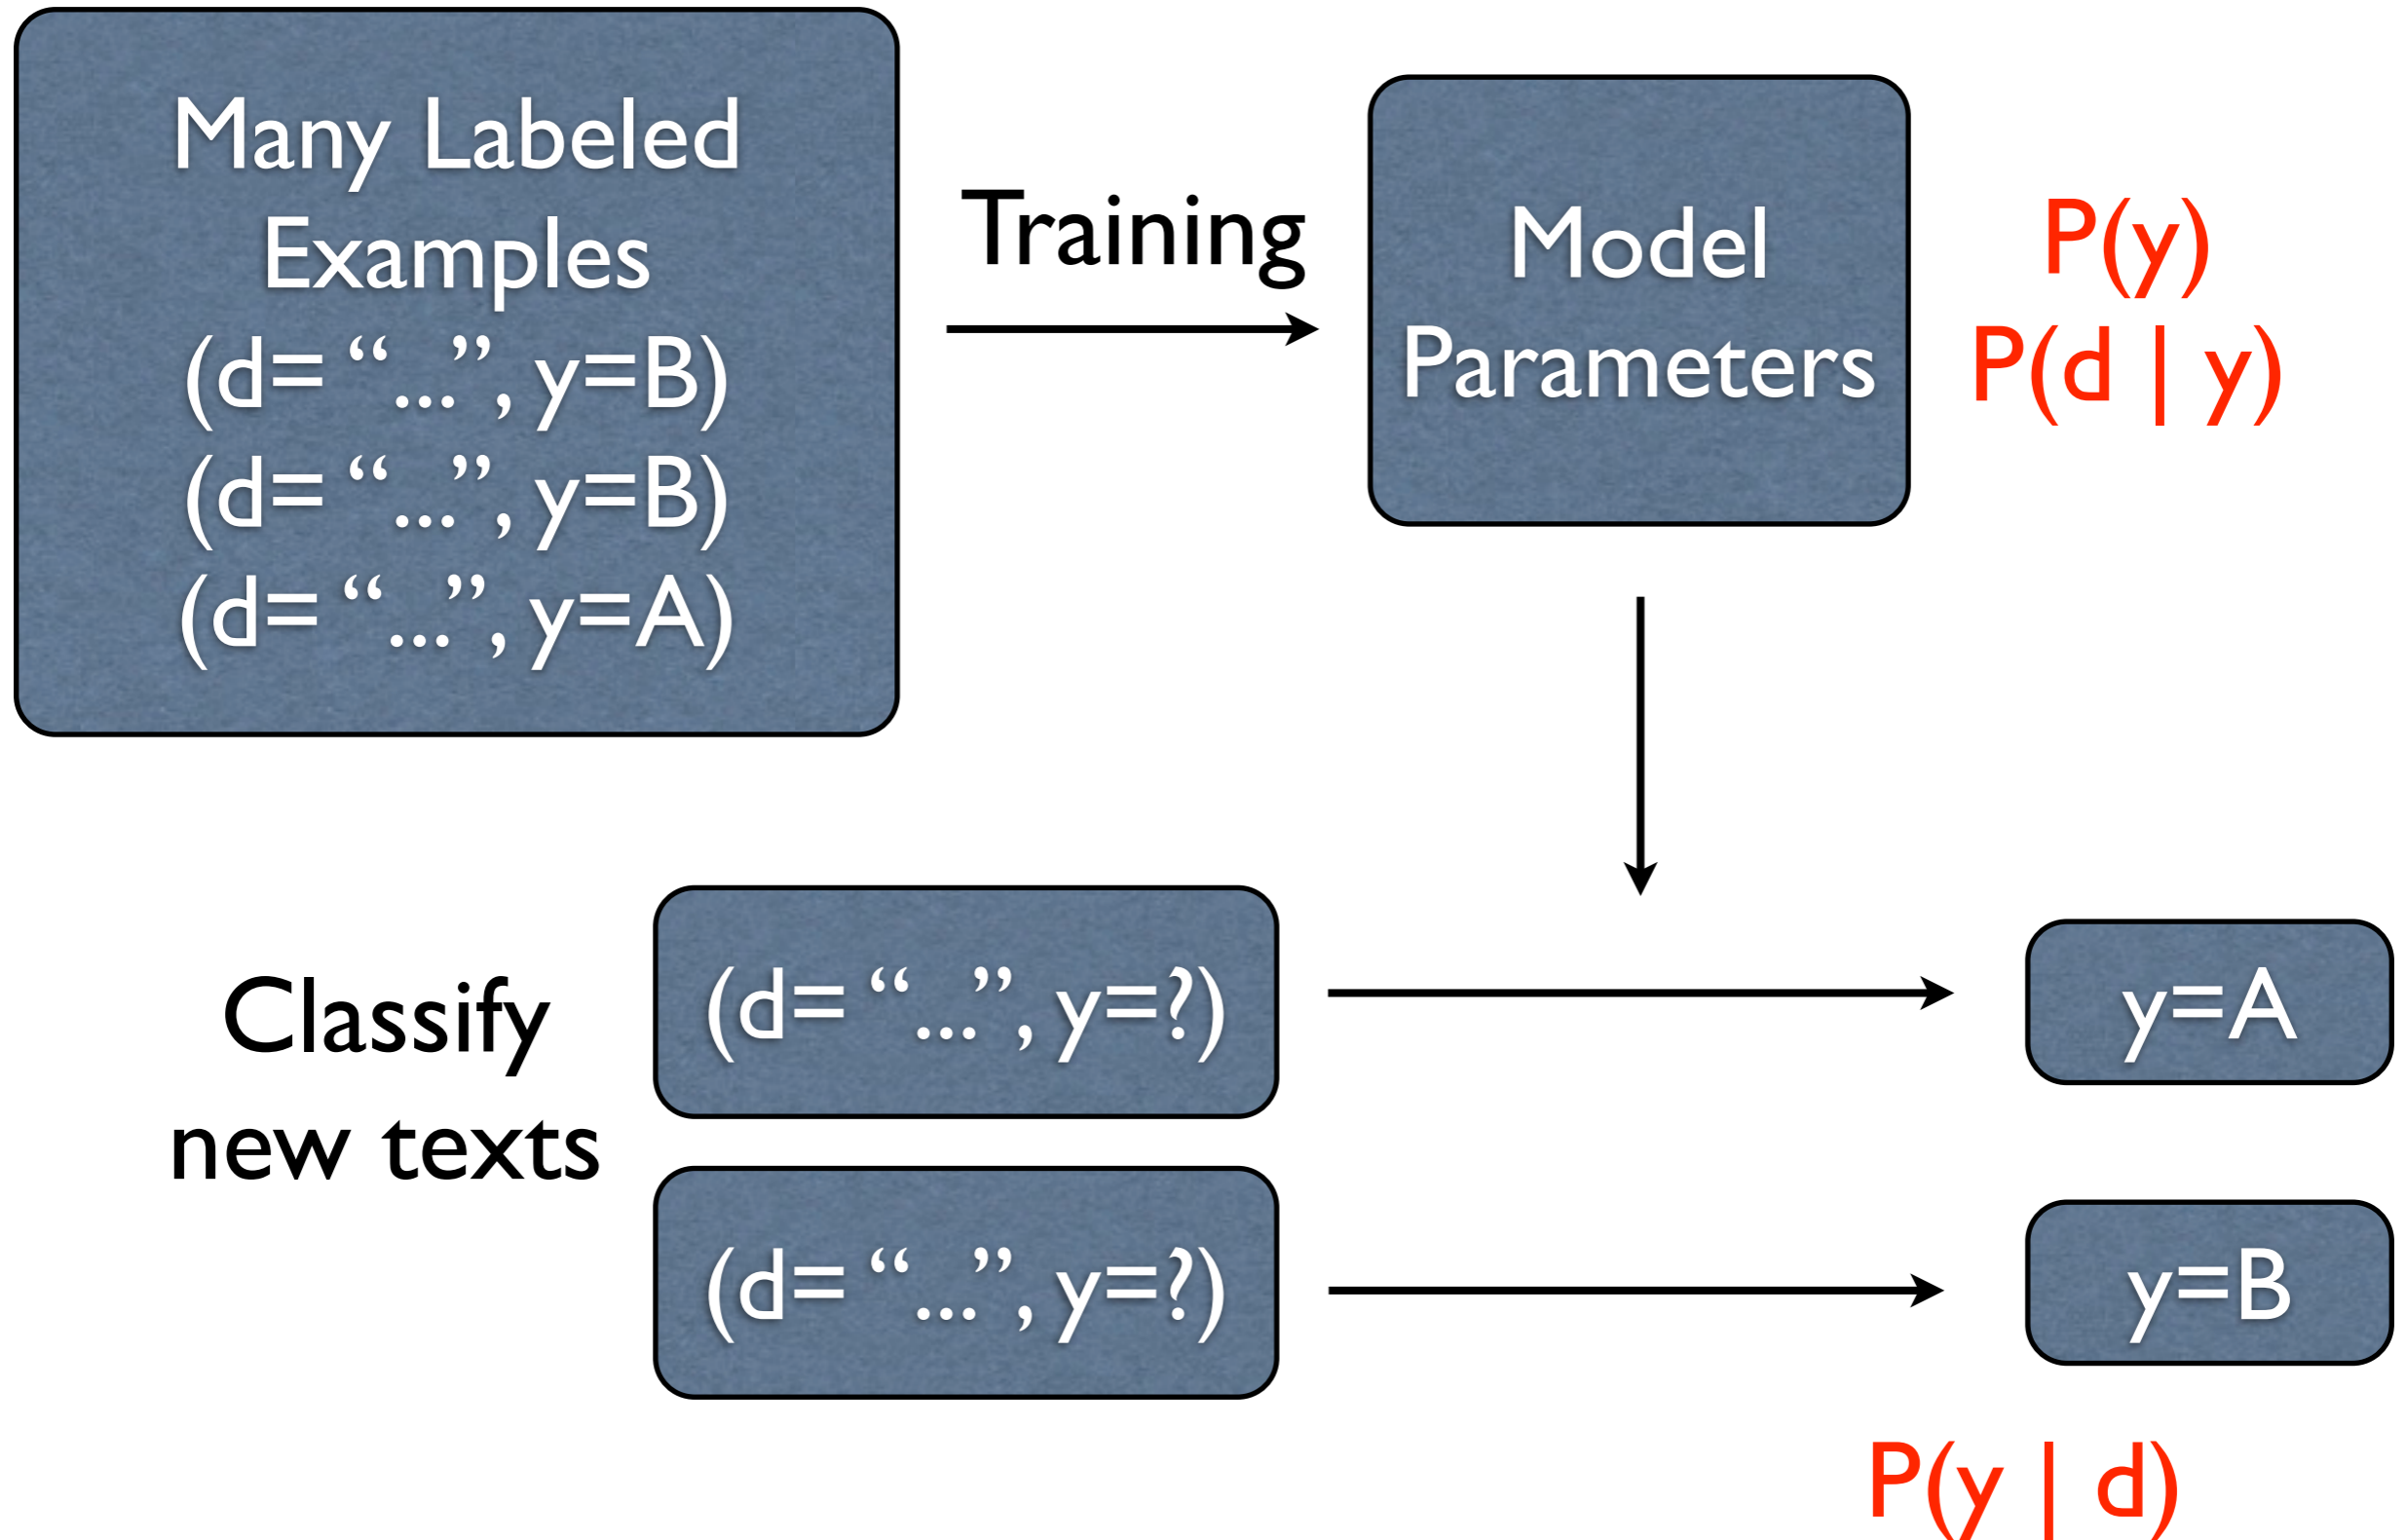 Many Labeled
Examples
(d= “...”, y=B)
(d= “...”, y=B)
(d= “...”, y=A)
Training
Model
Parameters
P(y)
P(d | y)
Classify
new texts
(d= “...”, y=?)
y=A
(d= “...”, y=?)
y=B
P(y | d)